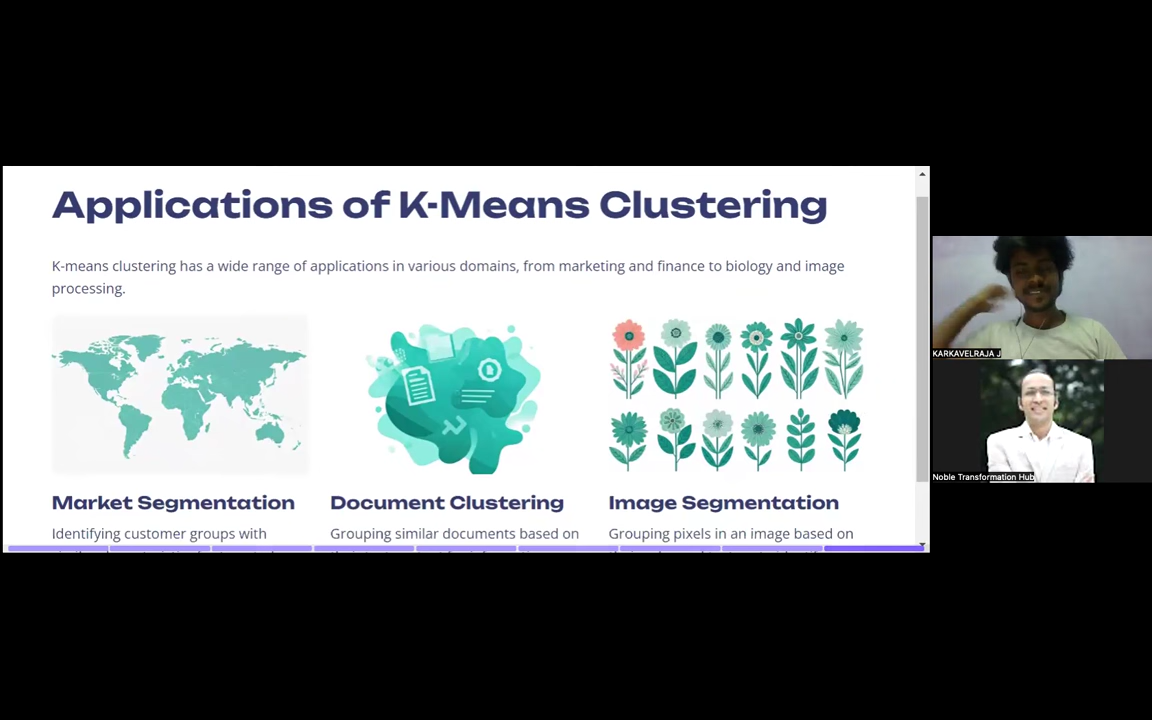 Applications of K-Means Clustering
K-means clustering has a wide range of applications in various domains, from marketing and finance to biology and image
processing.
Market Segmentation
Document Clustering
Image Segmentation
Identifying customer groups with
Grouping similar documents based on
Grouping pixels in an image based on
KARKAVELRAJA J
Noble Transformation Hub